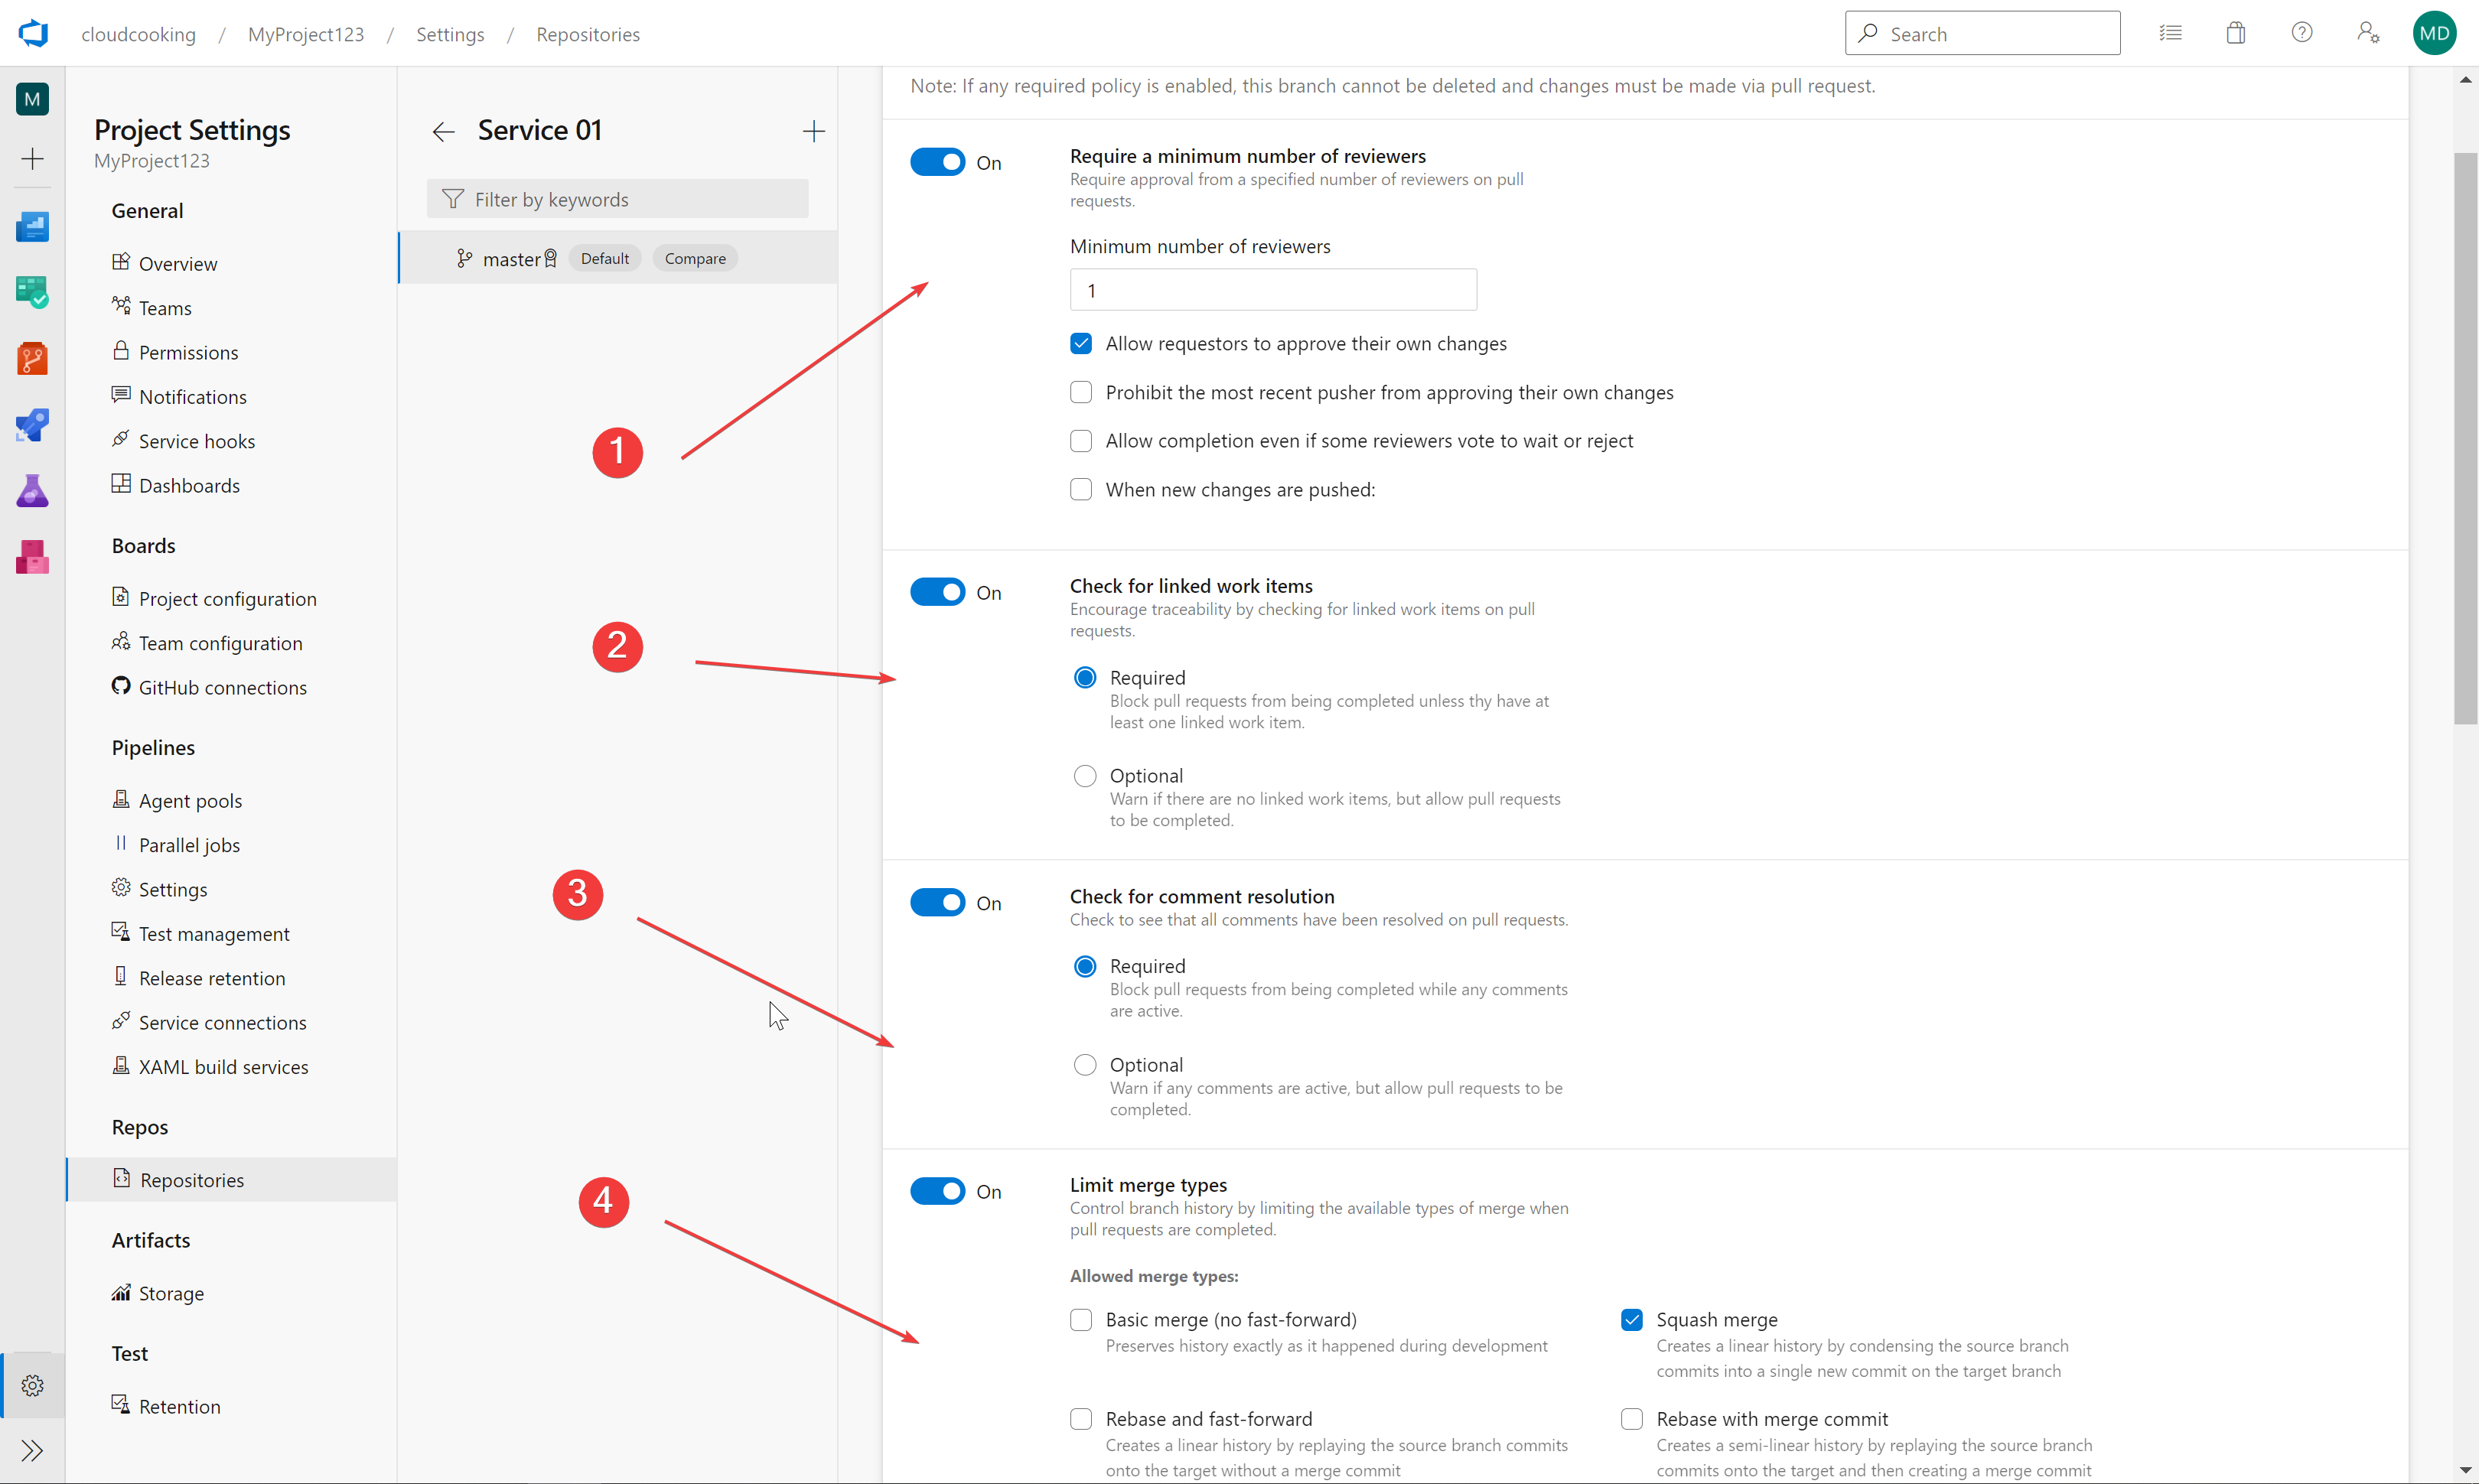 cloudcooking / MyProject123 / Settings / Repositories
Search
MD
M
Project Settings
MyProject123
General
Overview
Teams
Permissions
Notifications
Service hooks
Dashboards
Boards
Project configuration
Team configuration
GitHub connections
Pipelines
Agent pools
Parallel jobs
Settings
Test management
Release retention
Service connections
XAML build services
Repos
Repositories
Artifacts
Storage
Test
Retention
Service 01
Filter by keywords
master Default Compare
1
2
3
4
Note: If any required policy is enabled, this branch cannot be deleted and changes must be made via pull request.
On
Require a minimum number of reviewers
Require approval from a specified number of reviewers on pull
requests.
Minimum number of reviewers
1
Allow requestors to approve their own changes
Prohibit the most recent pusher from approving their own changes
Allow completion even if some reviewers vote to wait or reject
When new changes are pushed:
On
Check for linked work items
Encourage traceability by checking for linked work items on pull
requests.
Required
Block pull requests from being completed unless thy have at
least one linked work item.
Optional
Warn if there are no linked work items, but allow pull requests
to be completed.
On
Check for comment resolution
Check to see that all comments have been resolved on pull requests.
Required
Block pull requests from being completed while any comments
are active.
Optional
Warn if any comments are active, but allow pull requests to be
completed.
On
Limit merge types
Control branch history by limiting the available types of merge when
pull requests are completed.
Allowed merge types:
Basic merge (no fast-forward)
Preserves history exactly as it happened during development
Squash merge
Creates a linear history by condensing the source branch
commits into a single new commit on the target branch
Rebase and fast-forward
Creates a linear history by replaying the source branch commits
onto the target without a merge commit
Rebase with merge commit
Creates a semi-linear history by replaying the source branch
commits onto the target and then creating a merge commit